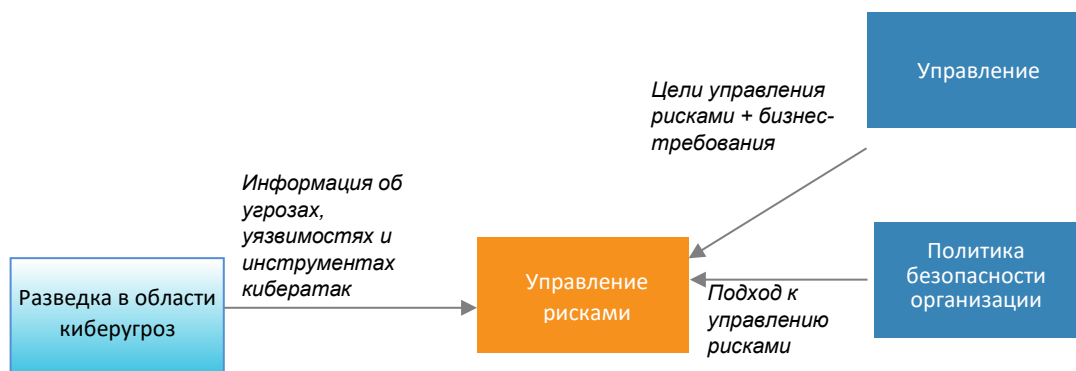 Управление
Цели управления
рисками + бизнес-
требования
Информация об
угрозах,
уязвимостях и
инструментах
кибератак
Разведка в области
киберугроз
Управление
рисками
Политика
безопасности
организации
Подход к
управлению
рисками